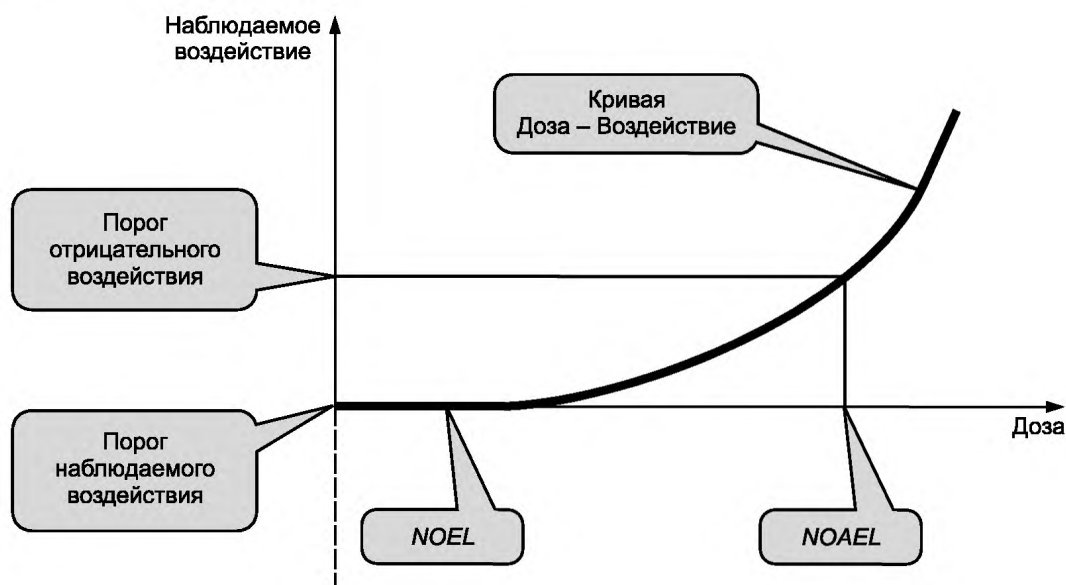 Наблюдаемое
воздействие
Кривая
Доза – Воздействие
Порог
отрицательного
воздействия
Порог
наблюдаемого
воздействия
Доза
NOEL
NOAEL